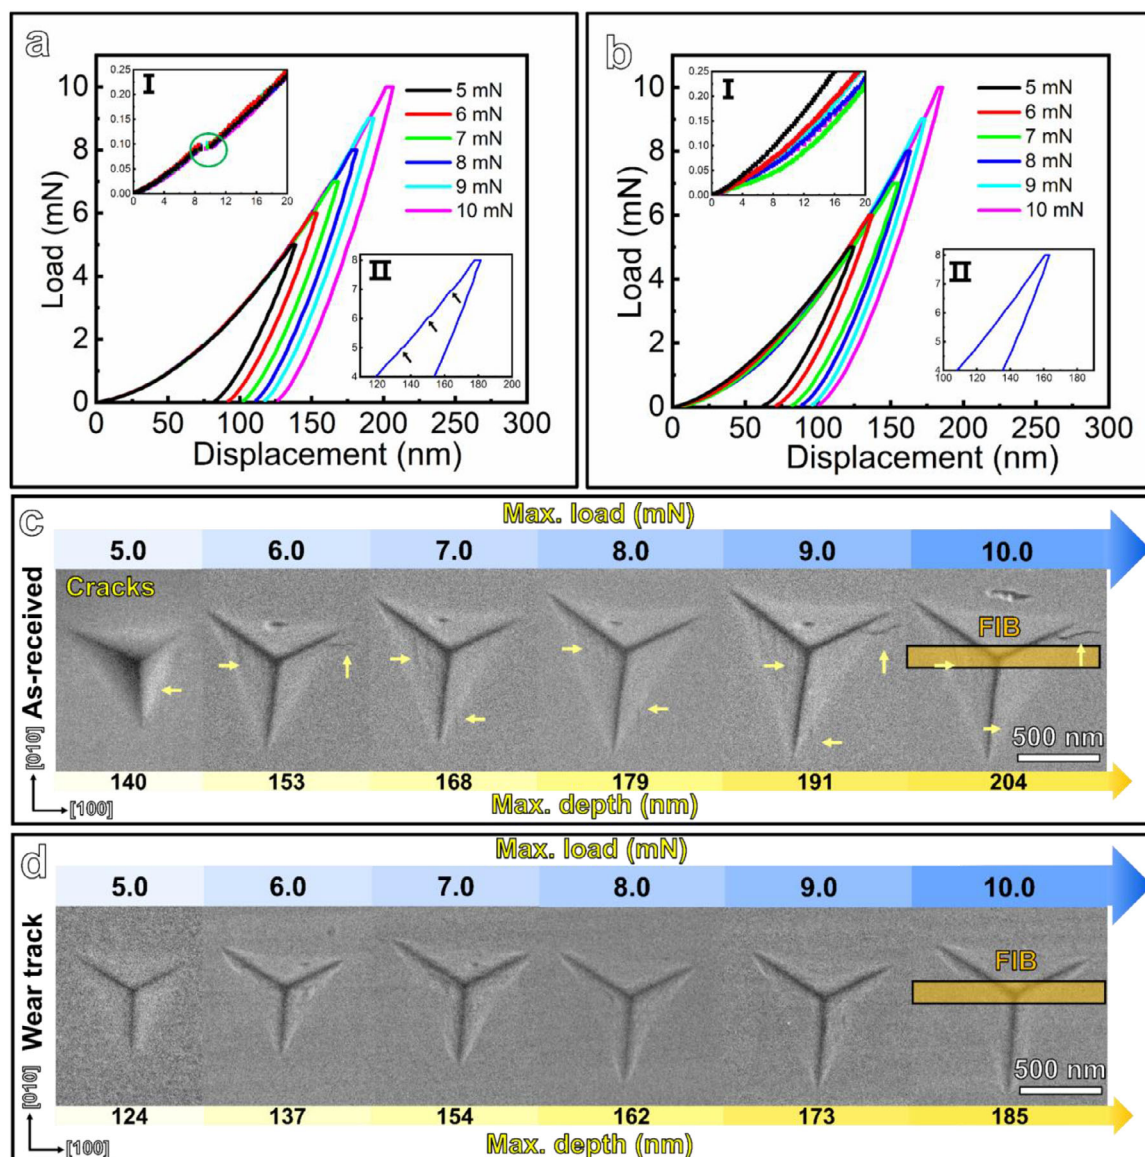 a
I
0.25
0.20
0.15
0.10
0.05
0.00
0 4 8 12 16 20
5 mN
6 mN
7 mN
8 mN
9 mN
10 mN
II
8
7
6
5
4
120 140 160 180 200
10
8
6
4
2
0
Load (mN)
0 50 100 150 200 250 300
Displacement (nm)
b
I
0.25
0.20
0.15
0.10
0.05
0.00
0 4 8 12 16 20
5 mN
6 mN
7 mN
8 mN
9 mN
10 mN
II
8
7
6
5
4
100 120 140 160 180
10
8
6
4
2
0
Load (mN)
0 50 100 150 200 250 300
Displacement (nm)
c
Max. load (mN)
5.0 6.0 7.0 8.0 9.0 10.0
As-received
Cracks
FIB
500 nm
[010]
[100]
140 153 168 179 191 204
Max. depth (nm)
d
Max. load (mN)
5.0 6.0 7.0 8.0 9.0 10.0
Wear track
FIB
500 nm
[010]
[100]
124 137 154 162 173 185
Max. depth (nm)